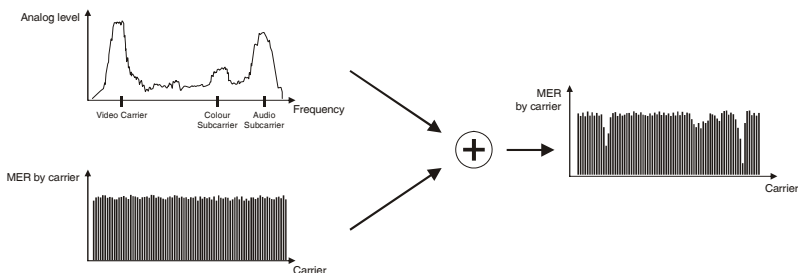 Analog level
Frequency
Video Carrier
Colour
Subcarrier
Audio
Subcarrier
MER by carrier
Carrier
MER
by carrier
Carrier